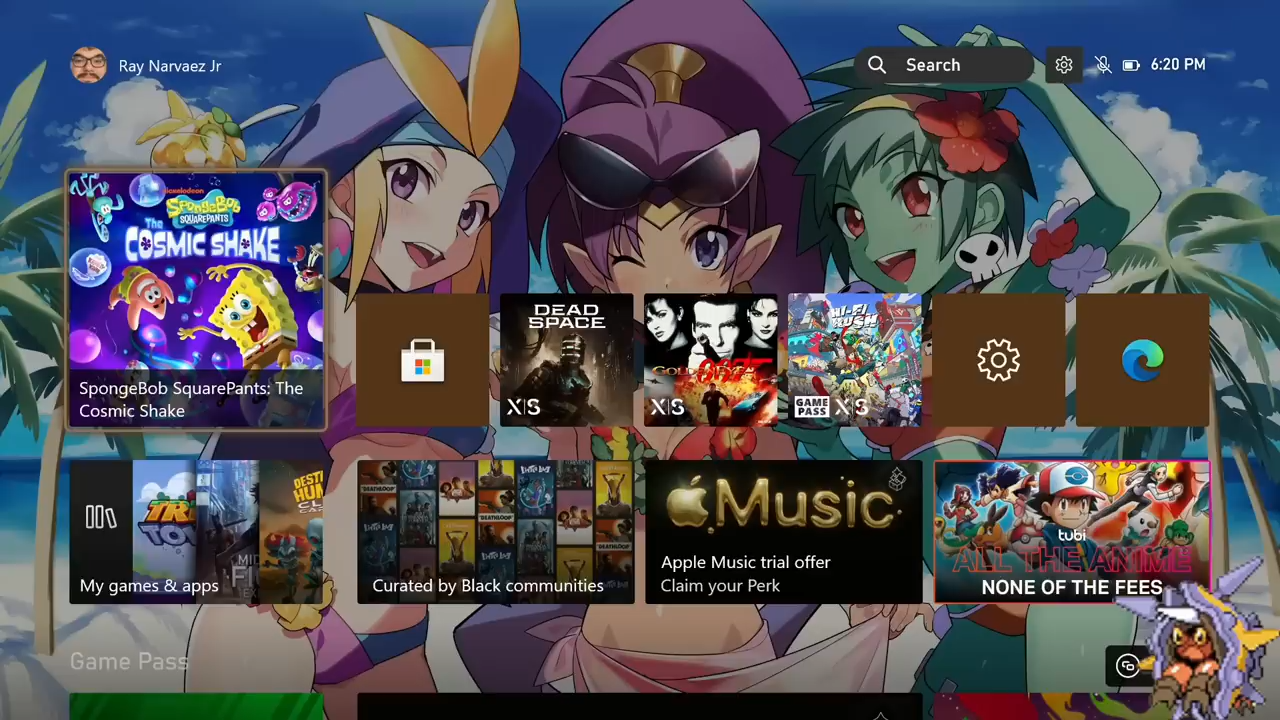 Ray Narvaez Jr
Search
6:20 PM
nickelodeon
SpongeBob
SQUAREPANTS
The
COSMIC SHAKE
SpongeBob SquarePants: The
Cosmic Shake
DEAD
SPACE
X|S
GOLDENEYE
X|S
HI-FI
RUSH
GAME
PASS
X|S
My games & apps
DEATHLOOP
Curated by Black communities
Music
Apple Music trial offer
Claim your Perk
tubi
ALL THE ANIME
NONE OF THE FEES
Game Pass